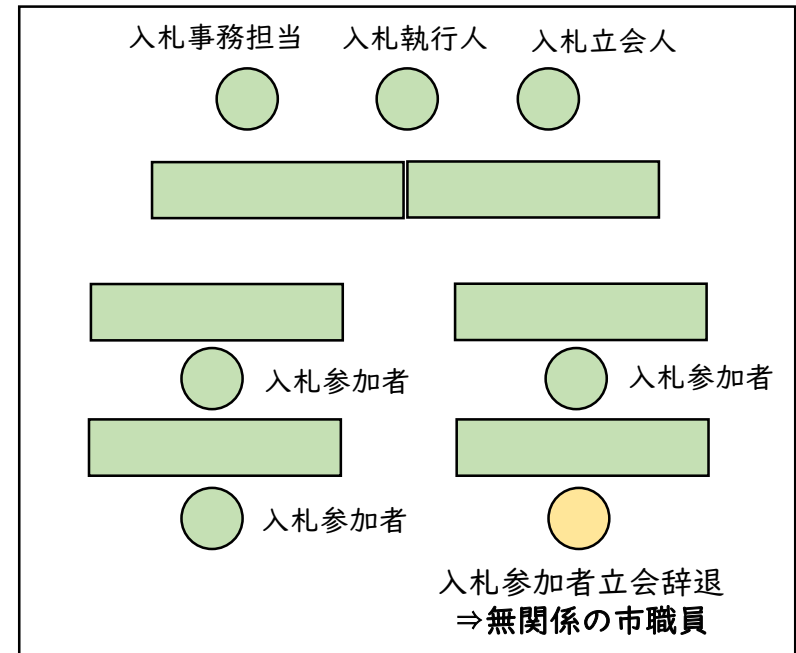 入札事務担当
入札執行人
入札立会人
入札参加者
入札参加者
入札参加者
入札参加者立会辞退
⇒無関係の市職員